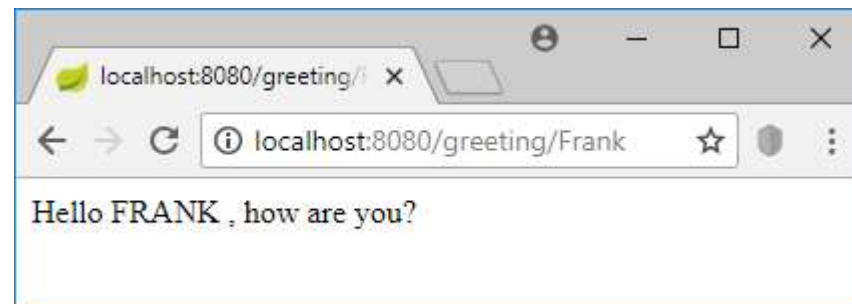 localhost:8080/greeting/
localhost:8080/greeting/Frank
Hello FRANK , how are you?